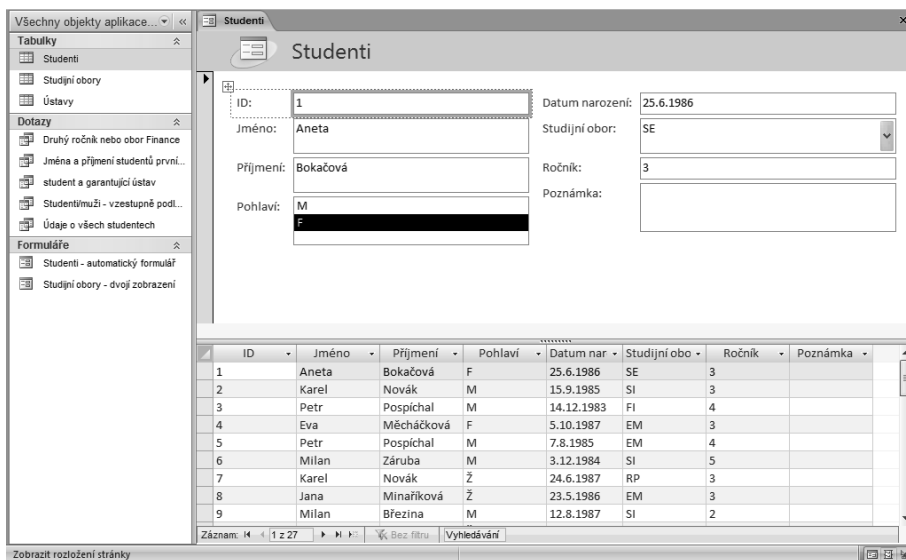 Všechny objekty aplikace...
Tabulky
Studenti
Studijní obory
Ústavy
Dotazy
Druhý ročník nebo obor Finance
Jména a příjmení studentů první...
student a garantující ústav
Studenti/muži - vzestupně podl...
Údaje o všech studentech
Formuláře
Studenti - automatický formulář
Studijní obory - dvojí zobrazení
Studenti
Studenti
ID: 1
Jméno: Aneta
Příjmení: Bokačová
Pohlaví: M
F
Datum narození: 25.6.1986
Studijní obor: SE
Ročník: 3
Poznámka:
ID Jméno Příjmení Pohlaví Datum nar Studijní obo Ročník Poznámka
1 Aneta Bokačová F 25.6.1986 SE 3
2 Karel Novák M 15.9.1985 SI 3
3 Petr Pospíchal M 14.12.1983 FI 4
4 Eva Měcháčková F 5.10.1987 EM 3
5 Petr Pospíchal M 7.8.1985 EM 4
6 Milan Záruba M 3.12.1984 SI 5
7 Karel Novák Ž 24.6.1987 RP 3
8 Jana Minaříková Ž 23.5.1986 EM 3
9 Milan Březina M 12.8.1987 SI 2
Záznam: 1 z 27 Bez filtru Vyhledávání
Zobrazit rozložení stránky